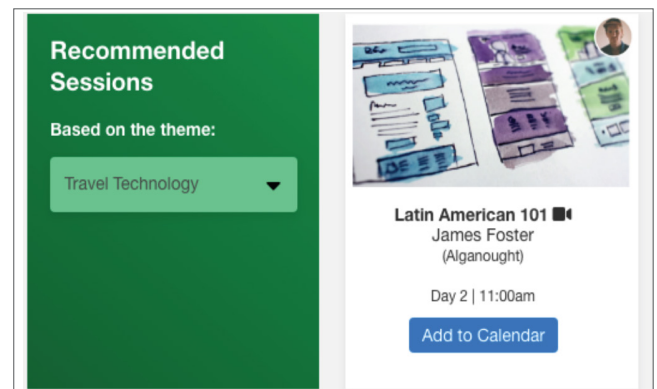 Recommended
Sessions
Based on the theme:
Travel Technology
Latin American 101
James Foster
(Alganought)
Day 2 | 11:00am
Add to Calendar